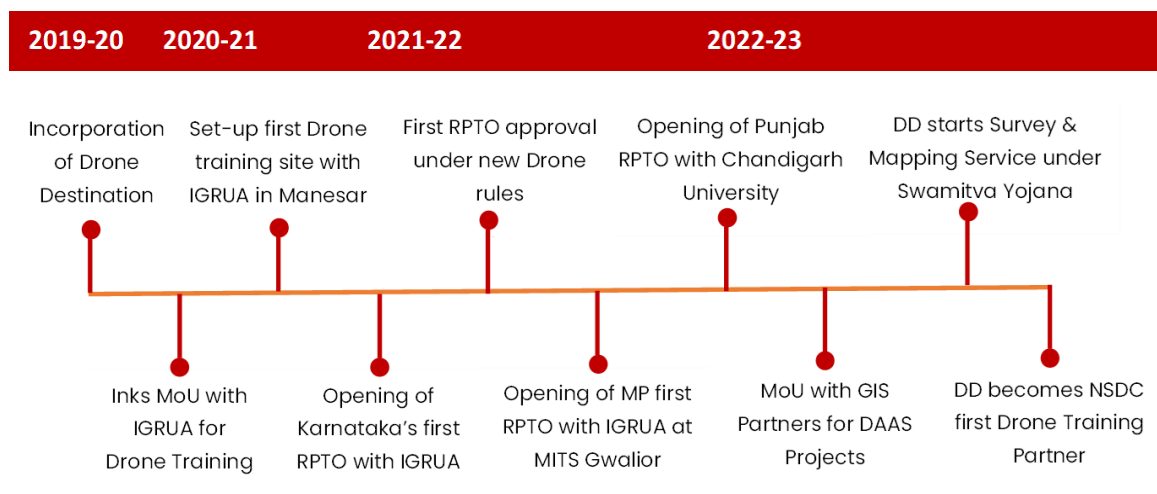 2019-20 2020-21 2021-22 2022-23
Incorporation
of Drone
Destination
Set-up first Drone
training site with
IGRUA in Manesar
First RPTO approval
under new Drone
rules
Opening of Punjab
RPTO with Chandigarh
University
DD starts Survey &
Mapping Service under
Swamitva Yojana
Inks MoU with
IGRUA for
Drone Training
Opening of
Karnataka's first
RPTO with IGRUA
Opening of MP first
RPTO with IGRUA at
MITS Gwalior
MoU with GIS
Partners for DAAS
Projects
DD becomes NSDC
first Drone Training
Partner